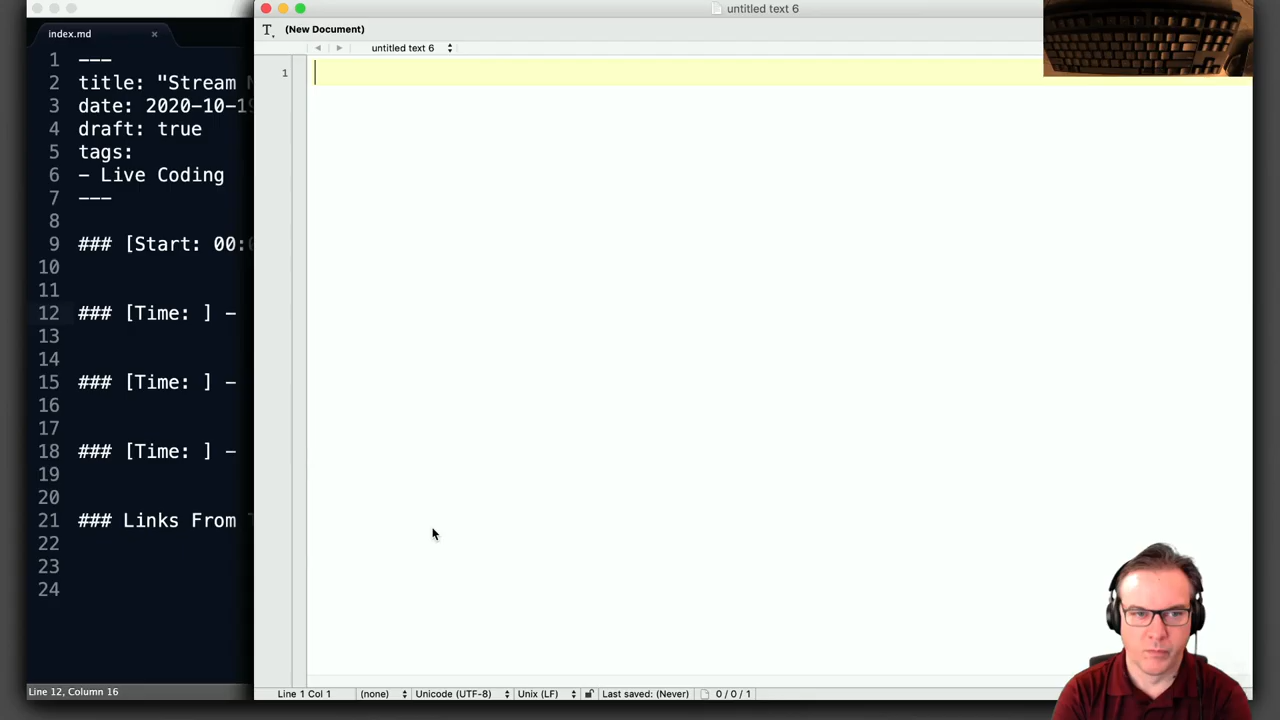 index.md
1 ---
2 title: "Stream
3 date: 2020-10-19
4 draft: true
5 tags:
6 - Live Coding
7 ---
8
9 ### [Start: 00:
10
11
12 ### [Time: ] -
13
14
15 ### [Time: ] -
16
17
18 ### [Time: ] -
19
20
21 ### Links From
22
23
24
Line 12, Column 16
untitled text 6
(New Document)
untitled text 6
1
Line 1 Col 1 (none) Unicode (UTF-8) Unix (LF) Last saved: (Never) 0 / 0 / 1